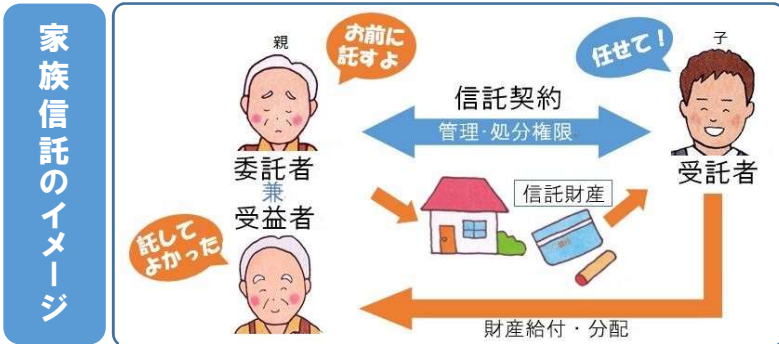 家族信託のイメージ
親
お前に
託すよ
子
任せて!
信託契約
管理・処分権限
委託者
兼
受益者
受託者
信託財産
託して
よかった
財産給付・分配